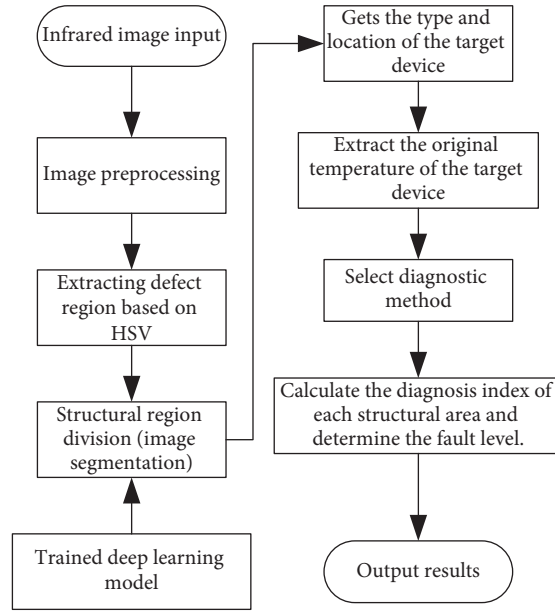 Infrared image input
Image preprocessing
Extracting defect
region based on
HSV
Structural region
division (image
segmentation)
Trained deep learning
model
Gets the type and
location of the target
device
Extract the original
temperature of the target
device
Select diagnostic
method
Calculate the diagnosis index of
each structural area and
determine the fault level.
Output results